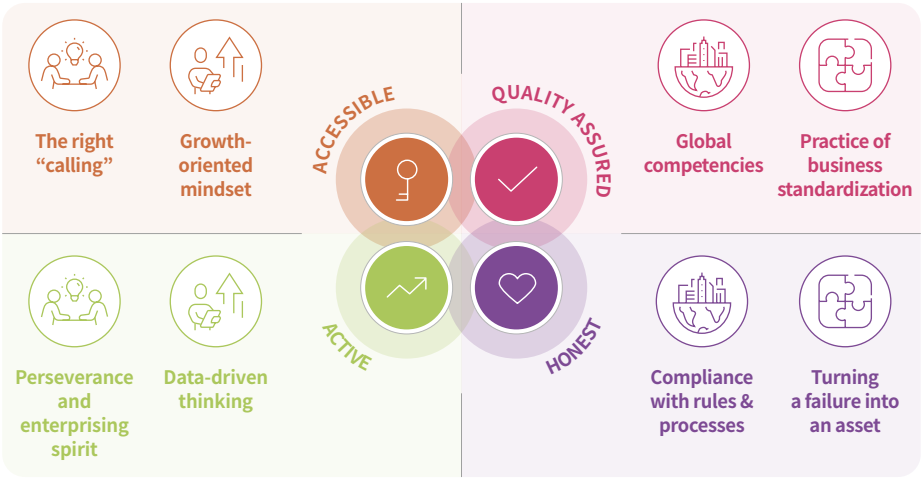 ACCESSIBLE
The right
“calling”
Growth-
oriented
mindset
QUALITY ASSURED
Global
competencies
Practice of
business
standardization
ACTIVE
Perseverance
and
enterprising
spirit
Data-driven
thinking
HONEST
Compliance
with rules &
processes
Turning
a failure into
an asset